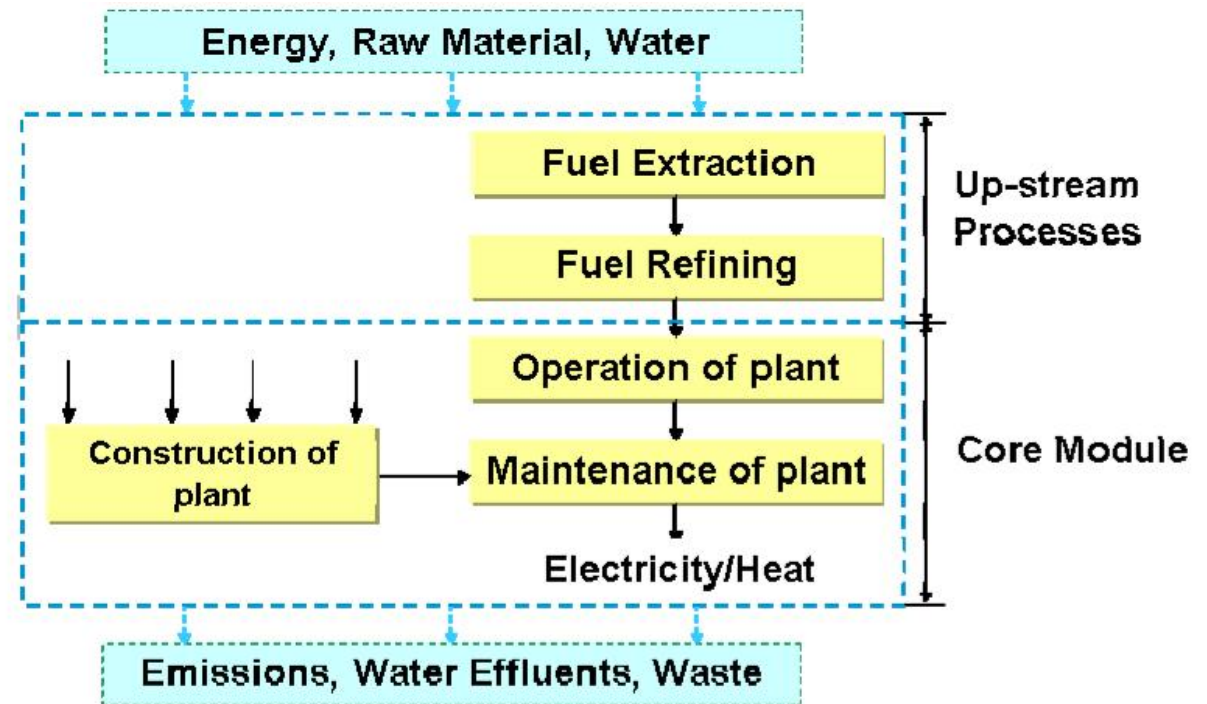 Energy, Raw Material, Water
Fuel Extraction
Up-stream
Processes
Fuel Refining
Operation of plant
Construction of
plant
Maintenance of plant
Core Module
Electricity/Heat
Emissions, Water Effluents, Waste